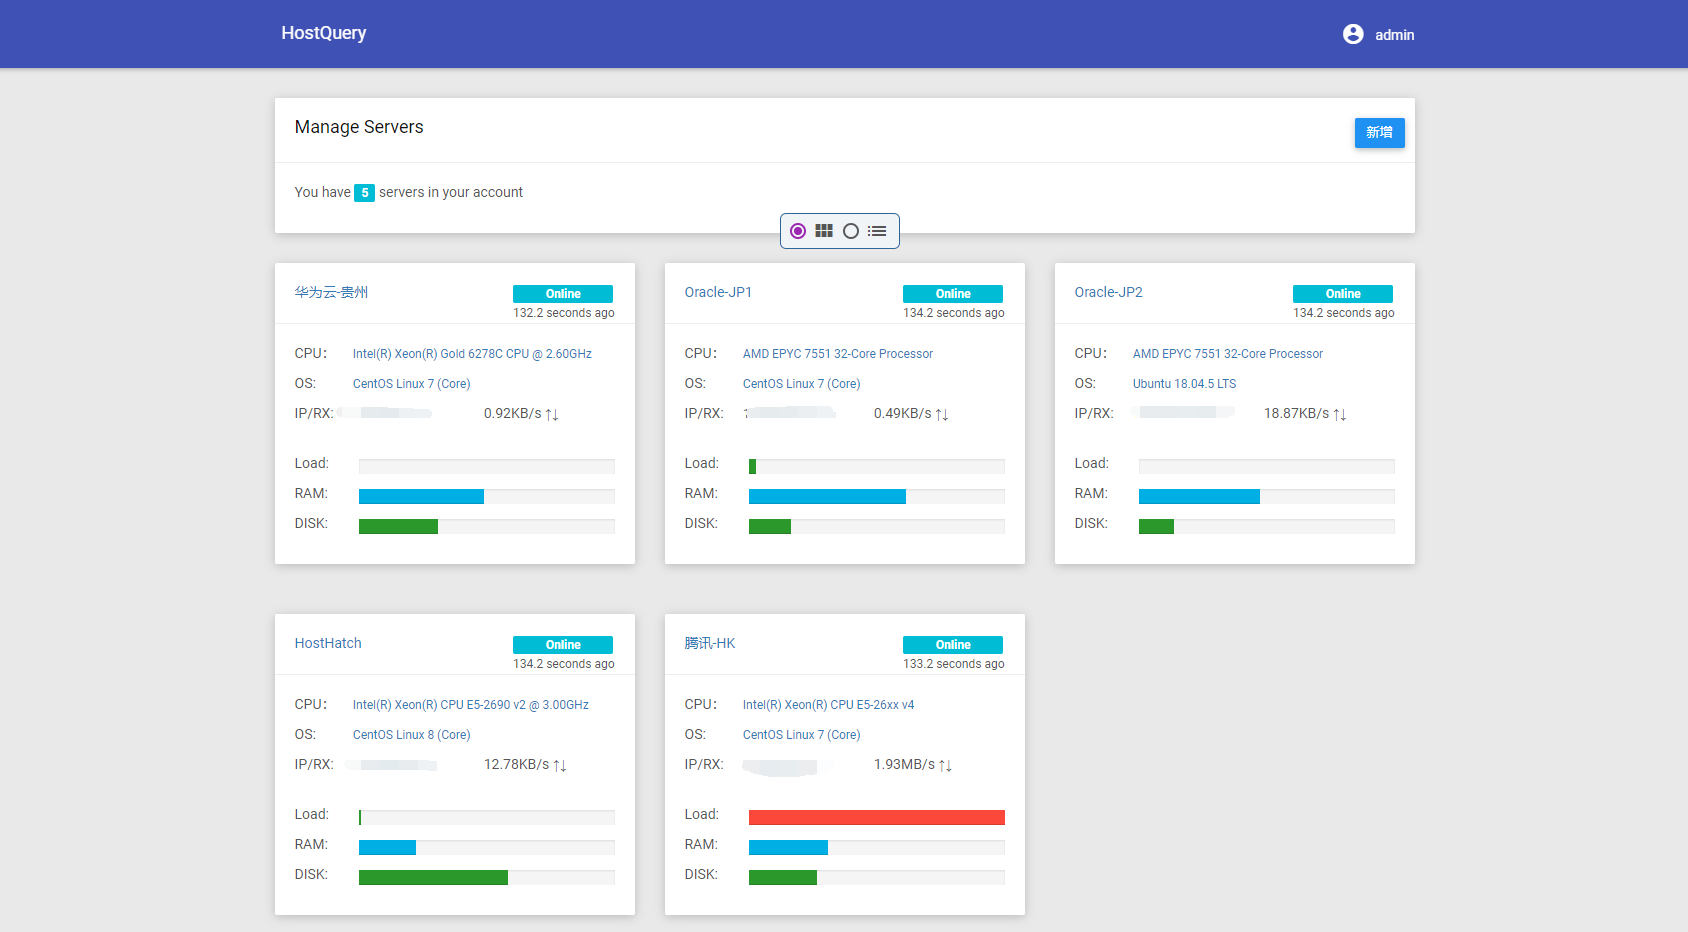 HostQuery
admin
Manage Servers
新增
You have 5 servers in your account
华为云-贵州
Online
132.2 seconds ago
CPU： Intel(R) Xeon(R) Gold 6278C CPU @ 2.60GHz
OS: CentOS Linux 7 (Core)
IP/RX: 0.92KB/s ↑↓
Load:
RAM:
DISK:
Oracle-JP1
Online
134.2 seconds ago
CPU： AMD EPYC 7551 32-Core Processor
OS: CentOS Linux 7 (Core)
IP/RX: 0.49KB/s ↑↓
Load:
RAM:
DISK:
Oracle-JP2
Online
134.2 seconds ago
CPU： AMD EPYC 7551 32-Core Processor
OS: Ubuntu 18.04.5 LTS
IP/RX: 18.87KB/s ↑↓
Load:
RAM:
DISK:
HostHatch
Online
134.2 seconds ago
CPU： Intel(R) Xeon(R) CPU E5-2690 v2 @ 3.00GHz
OS: CentOS Linux 8 (Core)
IP/RX: 12.78KB/s ↑↓
Load:
RAM:
DISK:
腾讯-HK
Online
133.2 seconds ago
CPU： Intel(R) Xeon(R) CPU E5-26xx v4
OS: CentOS Linux 7 (Core)
IP/RX: 1.93MB/s ↑↓
Load:
RAM:
DISK: